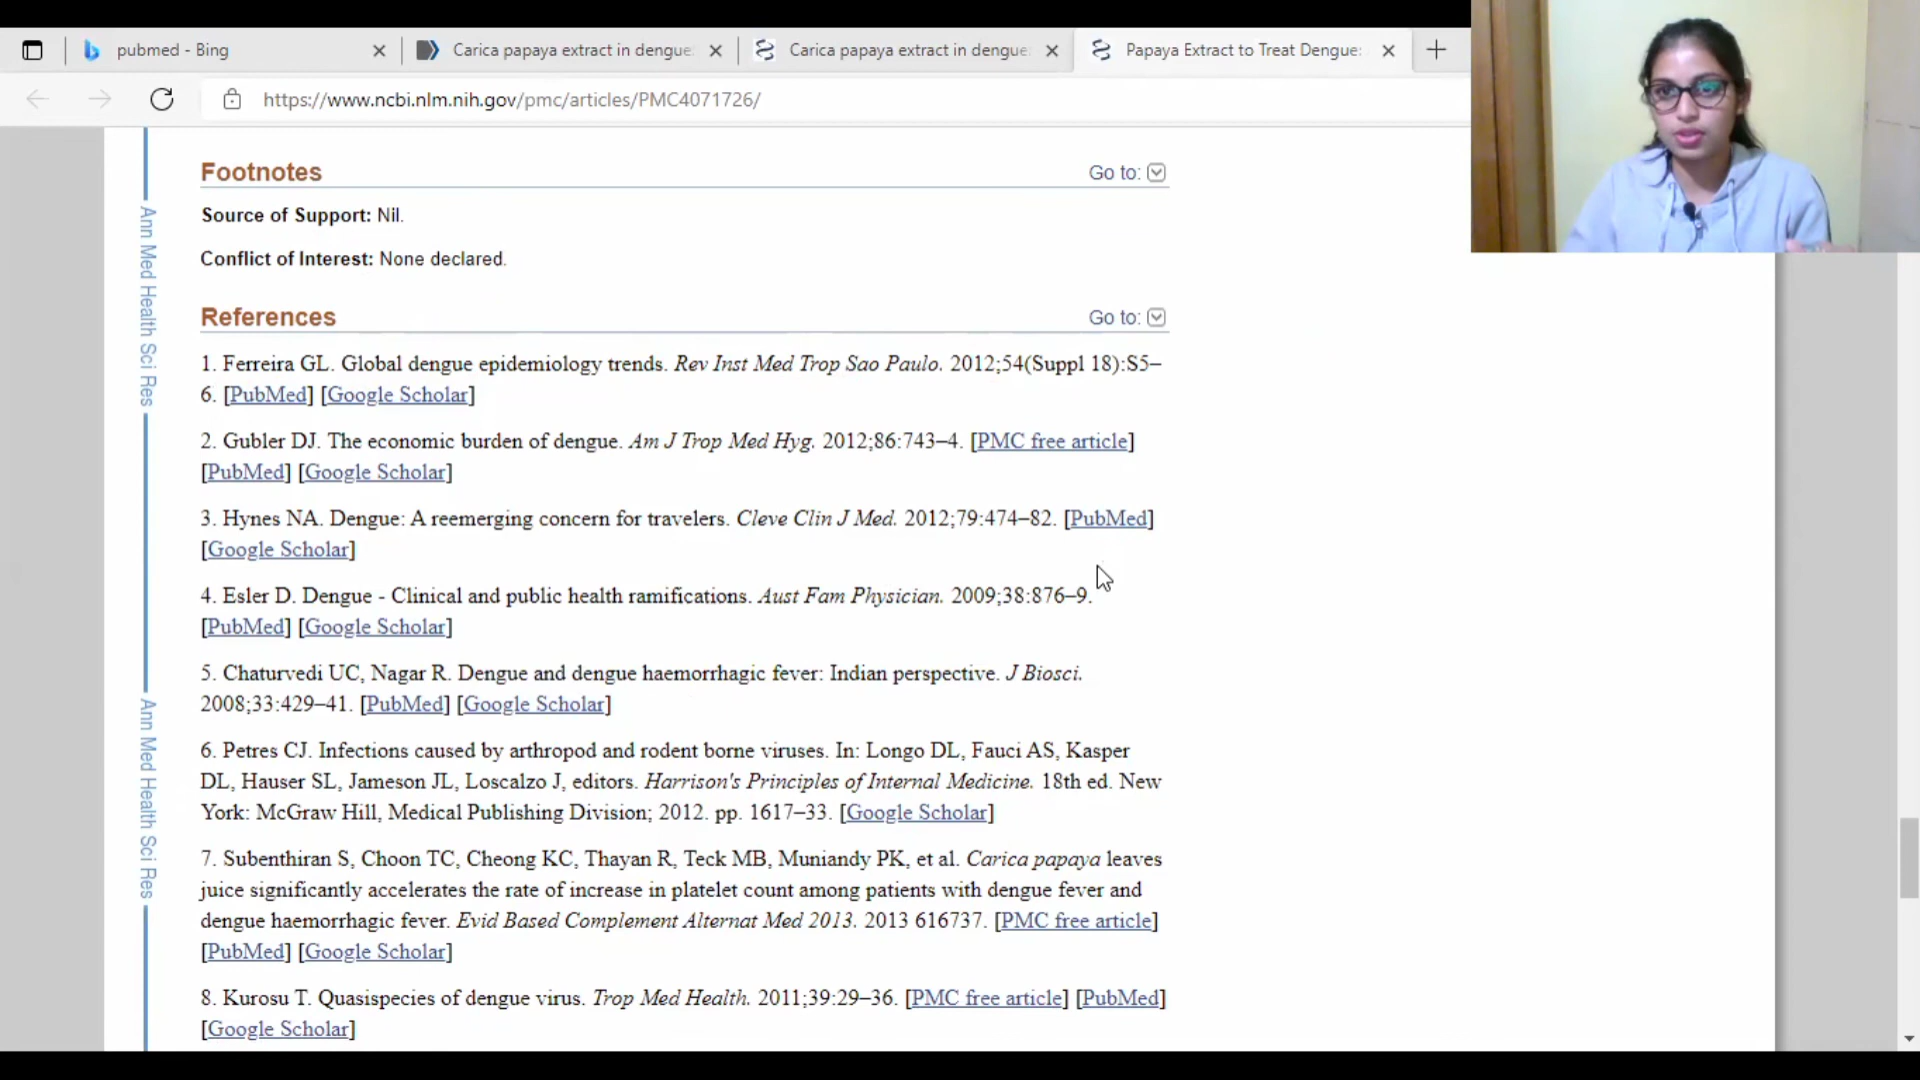 pubmed - Bing
Carica papaya extract in dengue:
Carica papaya extract in dengue:
Papaya Extract to Treat Dengue:
https://www.ncbi.nlm.nih.gov/pmc/articles/PMC4071726/
Footnotes
Go to:
Source of Support: Nil.
Conflict of Interest: None declared.
References
Go to:
1. Ferreira GL. Global dengue epidemiology trends. Rev Inst Med Trop Sao Paulo. 2012;54(Suppl 18):S5–
6. [PubMed] [Google Scholar]
2. Gubler DJ. The economic burden of dengue. Am J Trop Med Hyg. 2012;86:743–4. [PMC free article]
[PubMed] [Google Scholar]
3. Hynes NA. Dengue: A reemerging concern for travelers. Cleve Clin J Med. 2012;79:474–82. [PubMed]
[Google Scholar]
4. Esler D. Dengue - Clinical and public health ramifications. Aust Fam Physician. 2009;38:876–9.
[PubMed] [Google Scholar]
5. Chaturvedi UC, Nagar R. Dengue and dengue haemorrhagic fever: Indian perspective. J Biosci.
2008;33:429–41. [PubMed] [Google Scholar]
6. Petres CJ. Infections caused by arthropod and rodent borne viruses. In: Longo DL, Fauci AS, Kasper
DL, Hauser SL, Jameson JL, Loscalzo J, editors. Harrison's Principles of Internal Medicine. 18th ed. New
York: McGraw Hill, Medical Publishing Division; 2012. pp. 1617–33. [Google Scholar]
7. Subenthiran S, Choon TC, Cheong KC, Thayan R, Teck MB, Muniandy PK, et al. Carica papaya leaves
juice significantly accelerates the rate of increase in platelet count among patients with dengue fever and
dengue haemorrhagic fever. Evid Based Complement Alternat Med 2013. 2013 616737. [PMC free article]
[PubMed] [Google Scholar]
8. Kurosu T. Quasispecies of dengue virus. Trop Med Health. 2011;39:29–36. [PMC free article] [PubMed]
[Google Scholar]
Ann Med Health Sci Res
Ann Med Health Sci Res